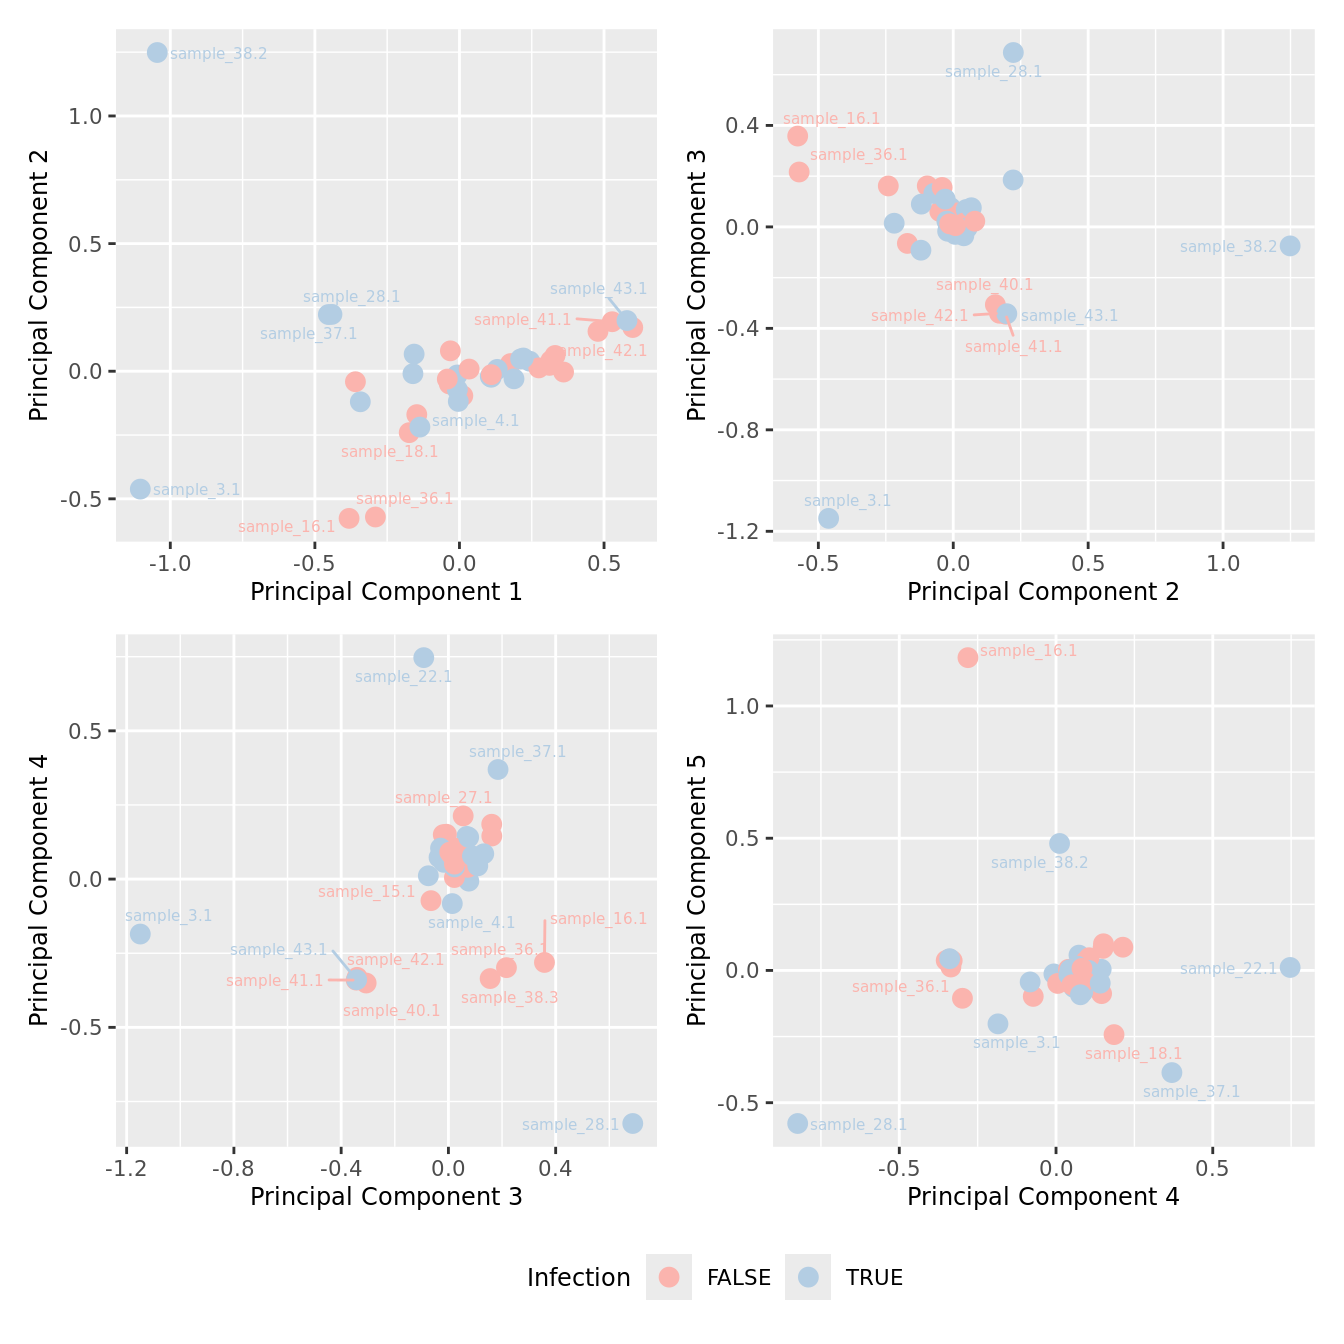 sample_38.2
1.0
0.5
0.0
-0.5
Principal Component 2
sample_28.1
sample_37.1
sample_43.1
sample_41.1
sample_42.1
sample_4.1
sample_18.1
sample_3.1
sample_36.1
sample_16.1
-1.0
-0.5
0.0
0.5
Principal Component 1
sample_28.1
sample_16.1
sample_36.1
sample_38.2
sample_40.1
sample_42.1
sample_43.1
sample_41.1
sample_3.1
0.4
0.0
-0.4
-0.8
-1.2
Principal Component 3
-0.5
0.0
0.5
1.0
Principal Component 2
sample_22.1
sample_37.1
sample_27.1
sample_15.1
sample_3.1
sample_4.1
sample_16.1
sample_43.1
sample_42.1
sample_36.1
sample_41.1
sample_38.3
sample_40.1
sample_28.1
0.5
0.0
-0.5
Principal Component 4
-1.2
-0.8
-0.4
0.0
0.4
Principal Component 3
sample_16.1
sample_38.2
sample_22.1
sample_36.1
sample_3.1
sample_18.1
sample_37.1
sample_28.1
1.0
0.5
0.0
-0.5
Principal Component 5
-0.5
0.0
0.5
Principal Component 4
Infection FALSE TRUE